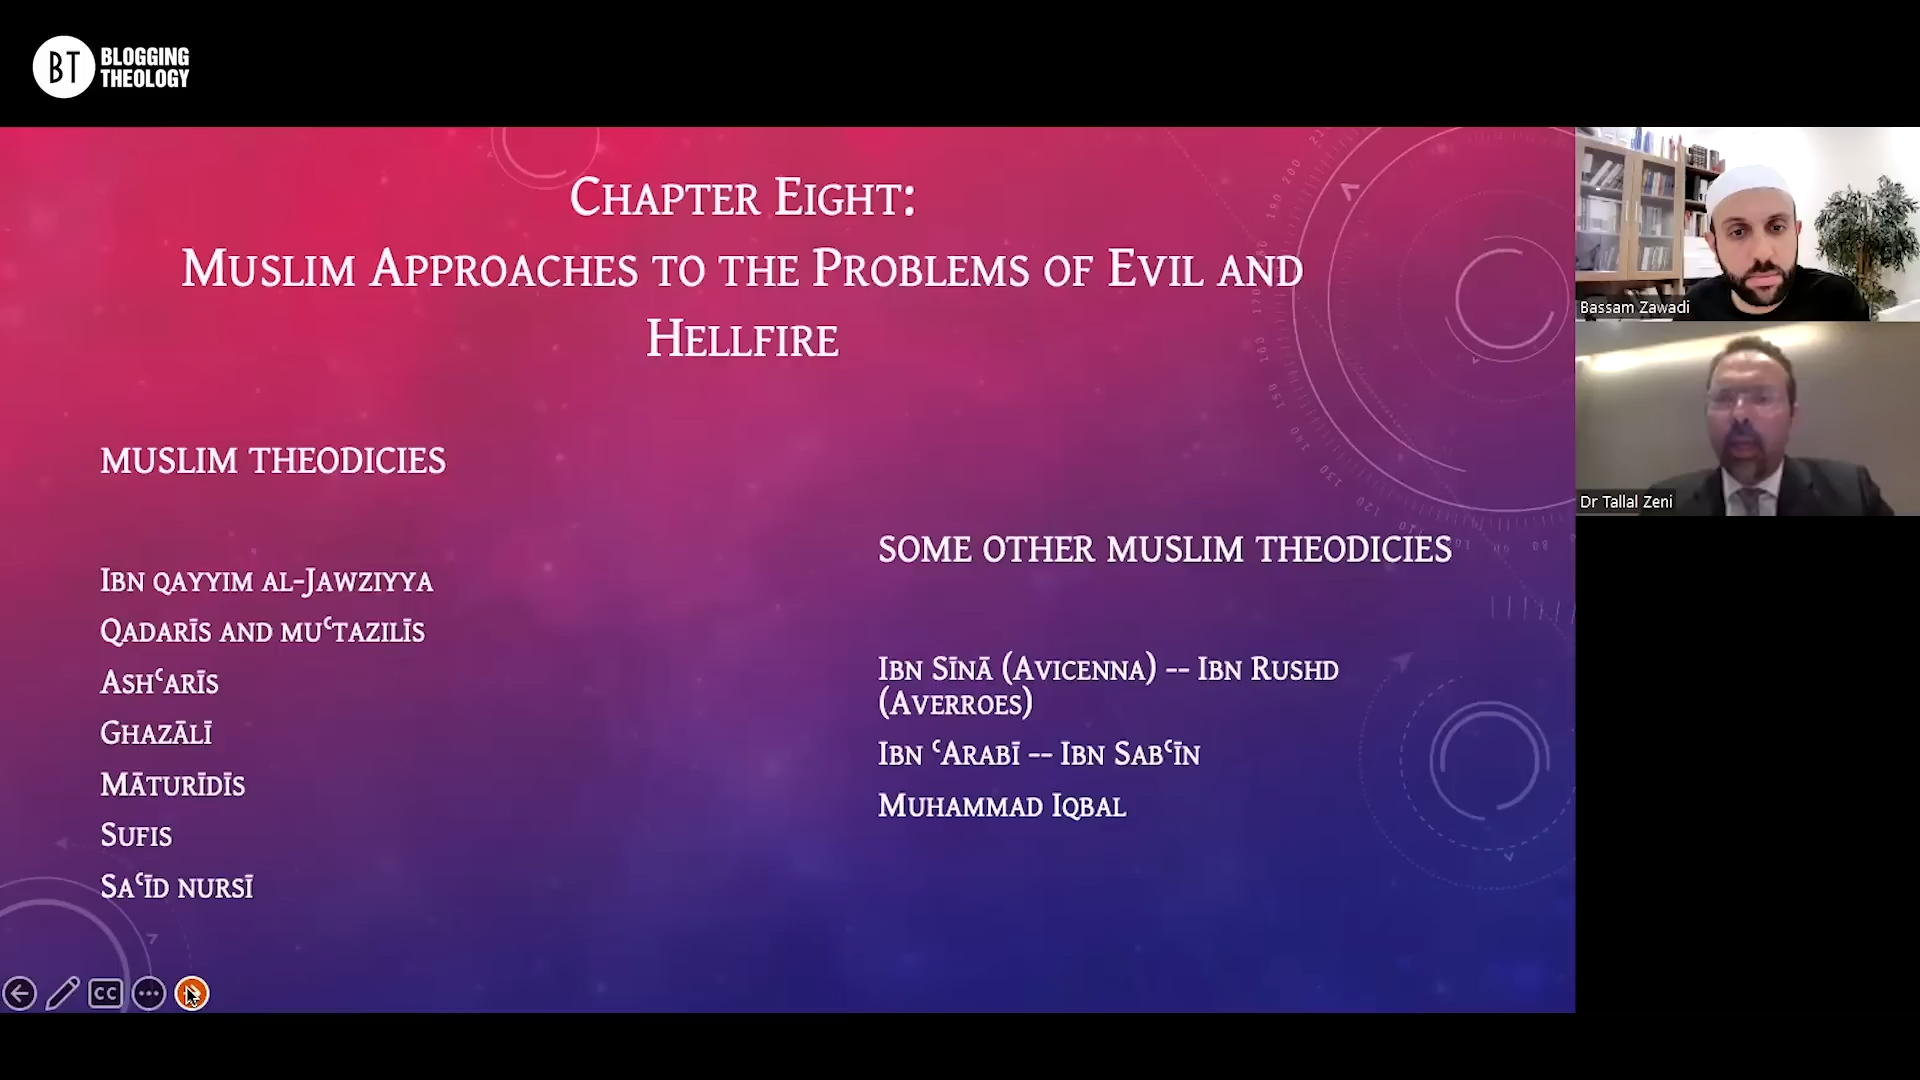 BT BLOGGING
THEOLOGY
CHAPTER EIGHT:
MUSLIM APPROACHES TO THE PROBLEMS OF EVIL AND
HELLFIRE
MUSLIM THEODICIES
IBN QAYYIM AL-JAWZIYYA
QADARĪS AND MUʿTAZILĪS
ASHʿARĪS
GHAZĀLĪ
MĀTURĪDĪS
SUFIS
SAʿĪD NURSĪ
SOME OTHER MUSLIM THEODICIES
IBN SĪNĀ (AVICENNA) -- IBN RUSHD
(AVERROES)
IBN ʿARABĪ -- IBN SABʿĪN
MUHAMMAD IQBAL
Bassam Zawadi
Dr Tallal Zeni
CC